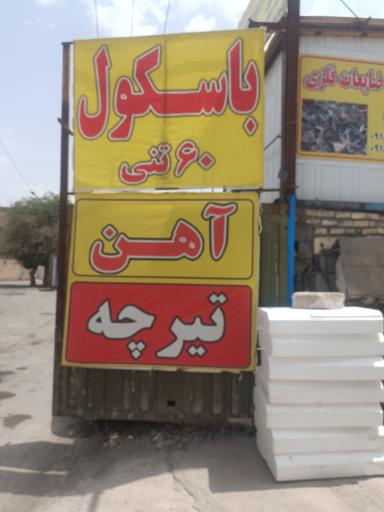 باسکول
۶۰ تنی
آهن
تیرچه
ضایعات فلزی